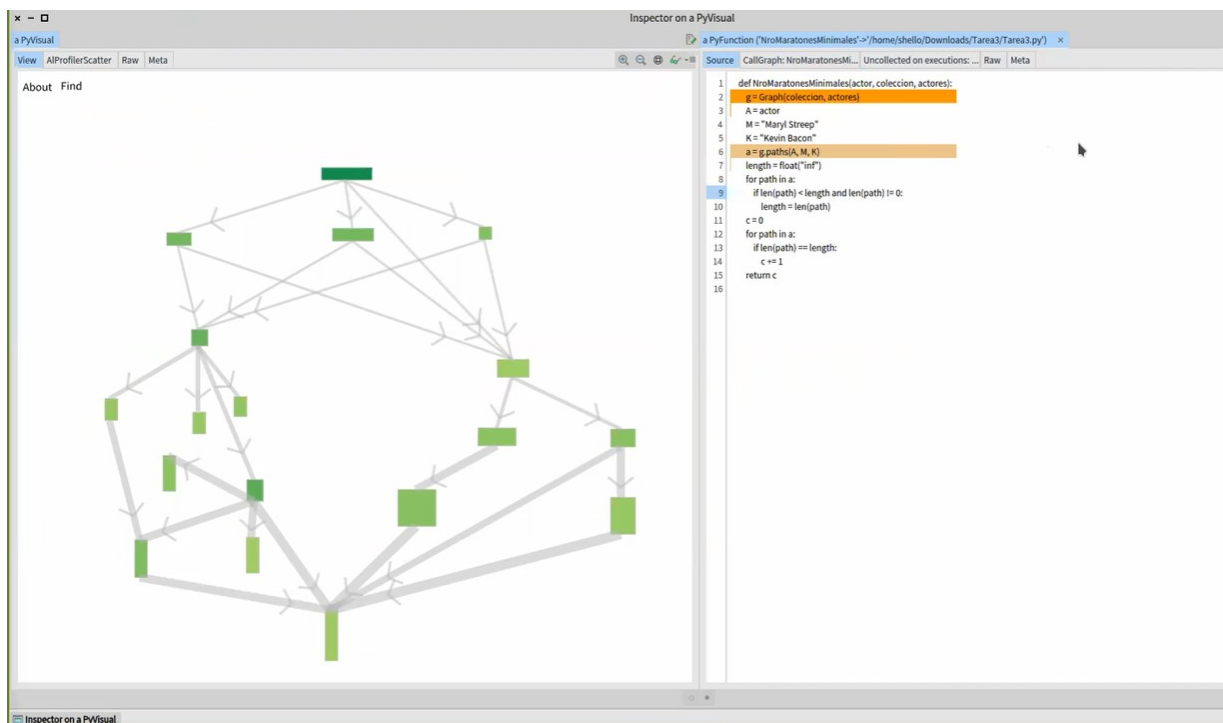 Inspector on a PyVisual
a PyVisual
a PyFunction ('NroMaratonesMinimales'->'/home/shello/Downloads/Tarea3/Tarea3.py')
View AIProfilerScatter Raw Meta
Source CallGraph: NroMaratonesMi... Uncollected on executions: ... Raw Meta
About Find
1 def NroMaratonesMinimales(actor, coleccion, actores):
2 g = Graph(coleccion, actores)
3 A = actor
4 M = "Maryl Streep"
5 K = "Kevin Bacon"
6 a = g.paths(A, M, K)
7 length = float("inf")
8 for path in a:
9 if len(path) < length and len(path) != 0:
10 length = len(path)
11 c = 0
12 for path in a:
13 if len(path) == length:
14 c += 1
15 return c
16
Inspector on a PyVisual